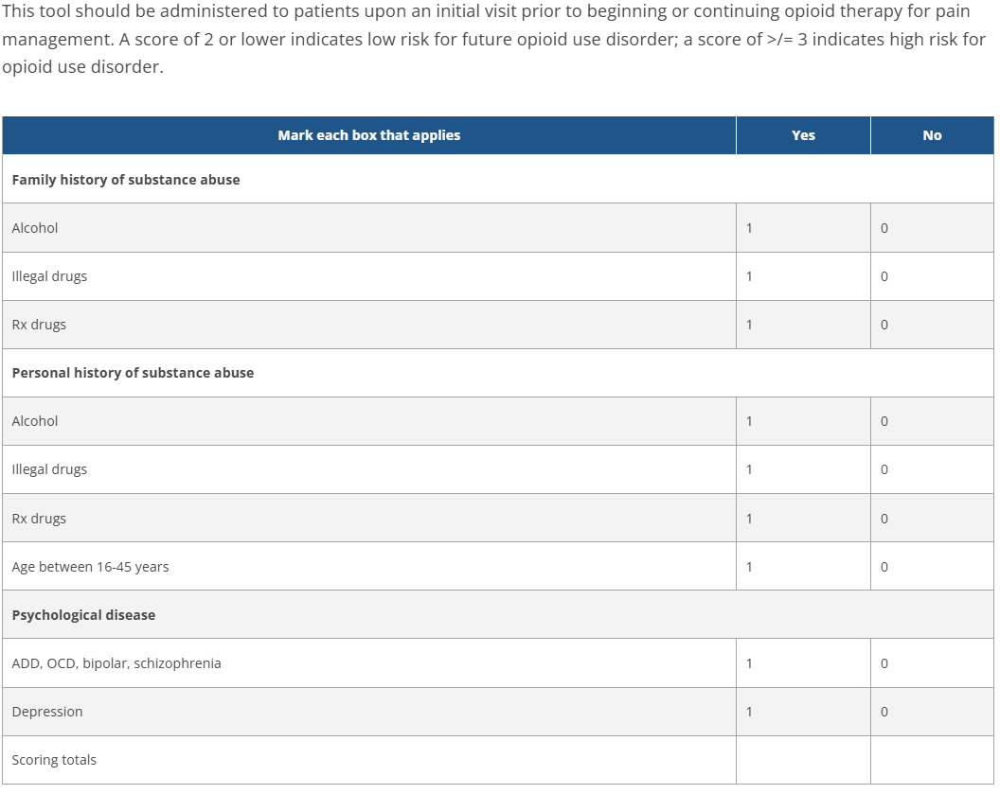 This tool should be administered to patients upon an initial visit prior to beginning or continuing opioid therapy for pain
management. A score of 2 or lower indicates low risk for future opioid use disorder; a score of >/= 3 indicates high risk for
opioid use disorder.
Mark each box that applies Yes No
Family history of substance abuse
Alcohol 1 0
Illegal drugs 1 0
Rx drugs 1 0
Personal history of substance abuse
Alcohol 1 0
Illegal drugs 1 0
Rx drugs 1 0
Age between 16-45 years 1 0
Psychological disease
ADD, OCD, bipolar, schizophrenia 1 0
Depression 1 0
Scoring totals